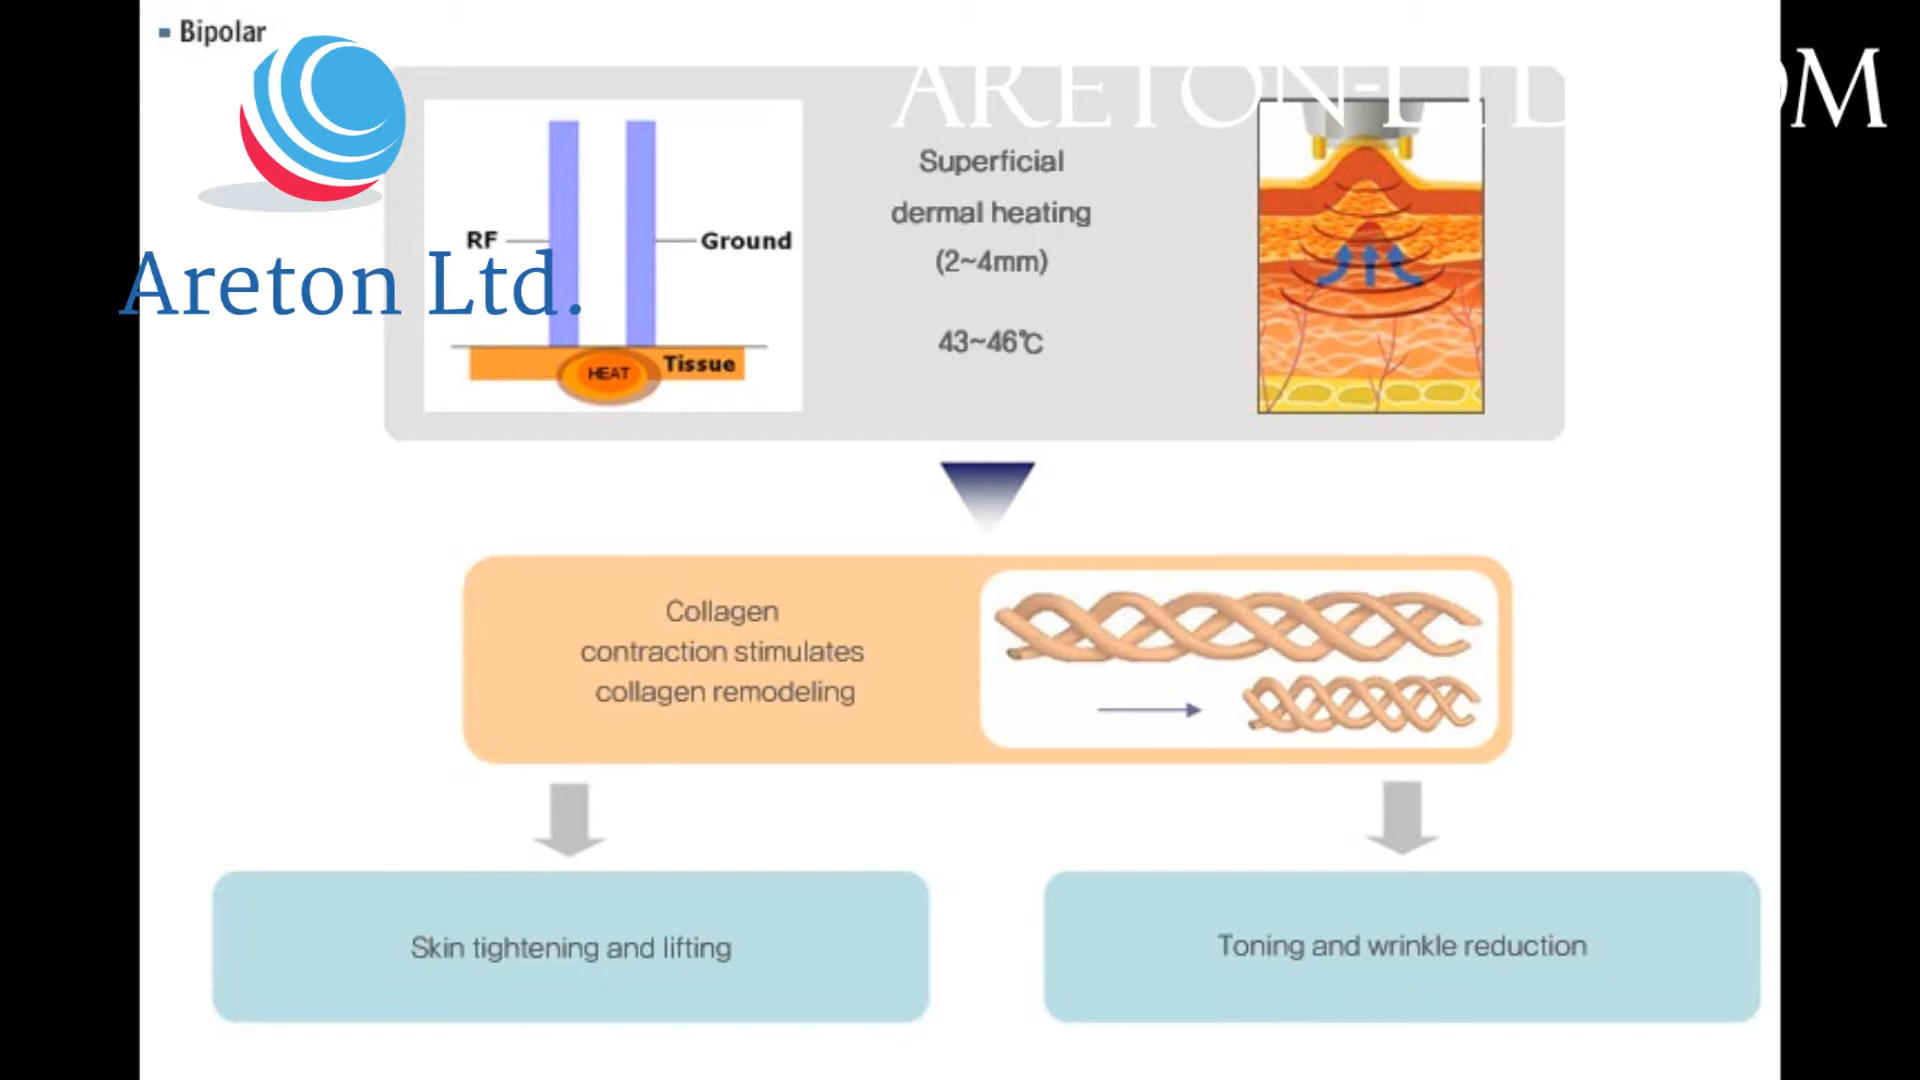 Bipolar
ARETON-LTD.COM
Areton Ltd.
RF
Ground
HEAT
Tissue
Superficial
dermal heating
(2~4mm)
43~46℃
Collagen
contraction stimulates
collagen remodeling
Skin tightening and lifting
Toning and wrinkle reduction